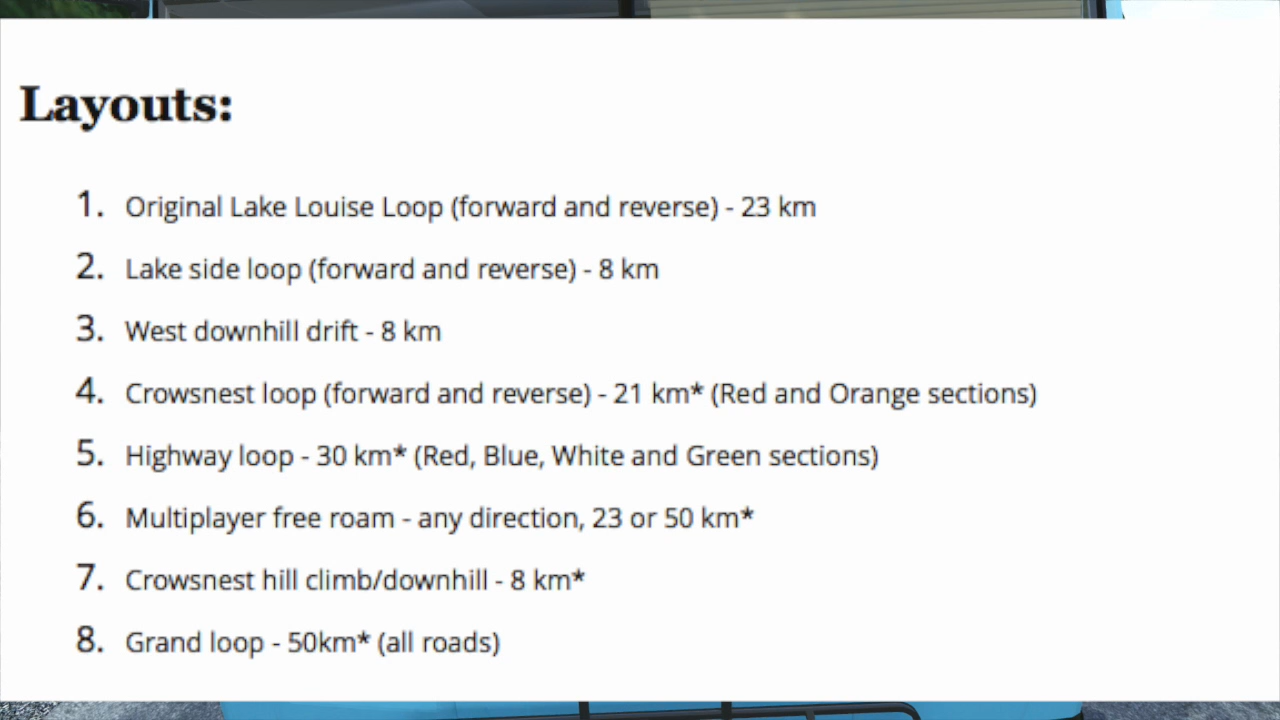 Layouts:
1. Original Lake Louise Loop (forward and reverse) - 23 km
2. Lake side loop (forward and reverse) - 8 km
3. West downhill drift - 8 km
4. Crowsnest loop (forward and reverse) - 21 km* (Red and Orange sections)
5. Highway loop - 30 km* (Red, Blue, White and Green sections)
6. Multiplayer free roam - any direction, 23 or 50 km*
7. Crowsnest hill climb/downhill - 8 km*
8. Grand loop - 50km* (all roads)